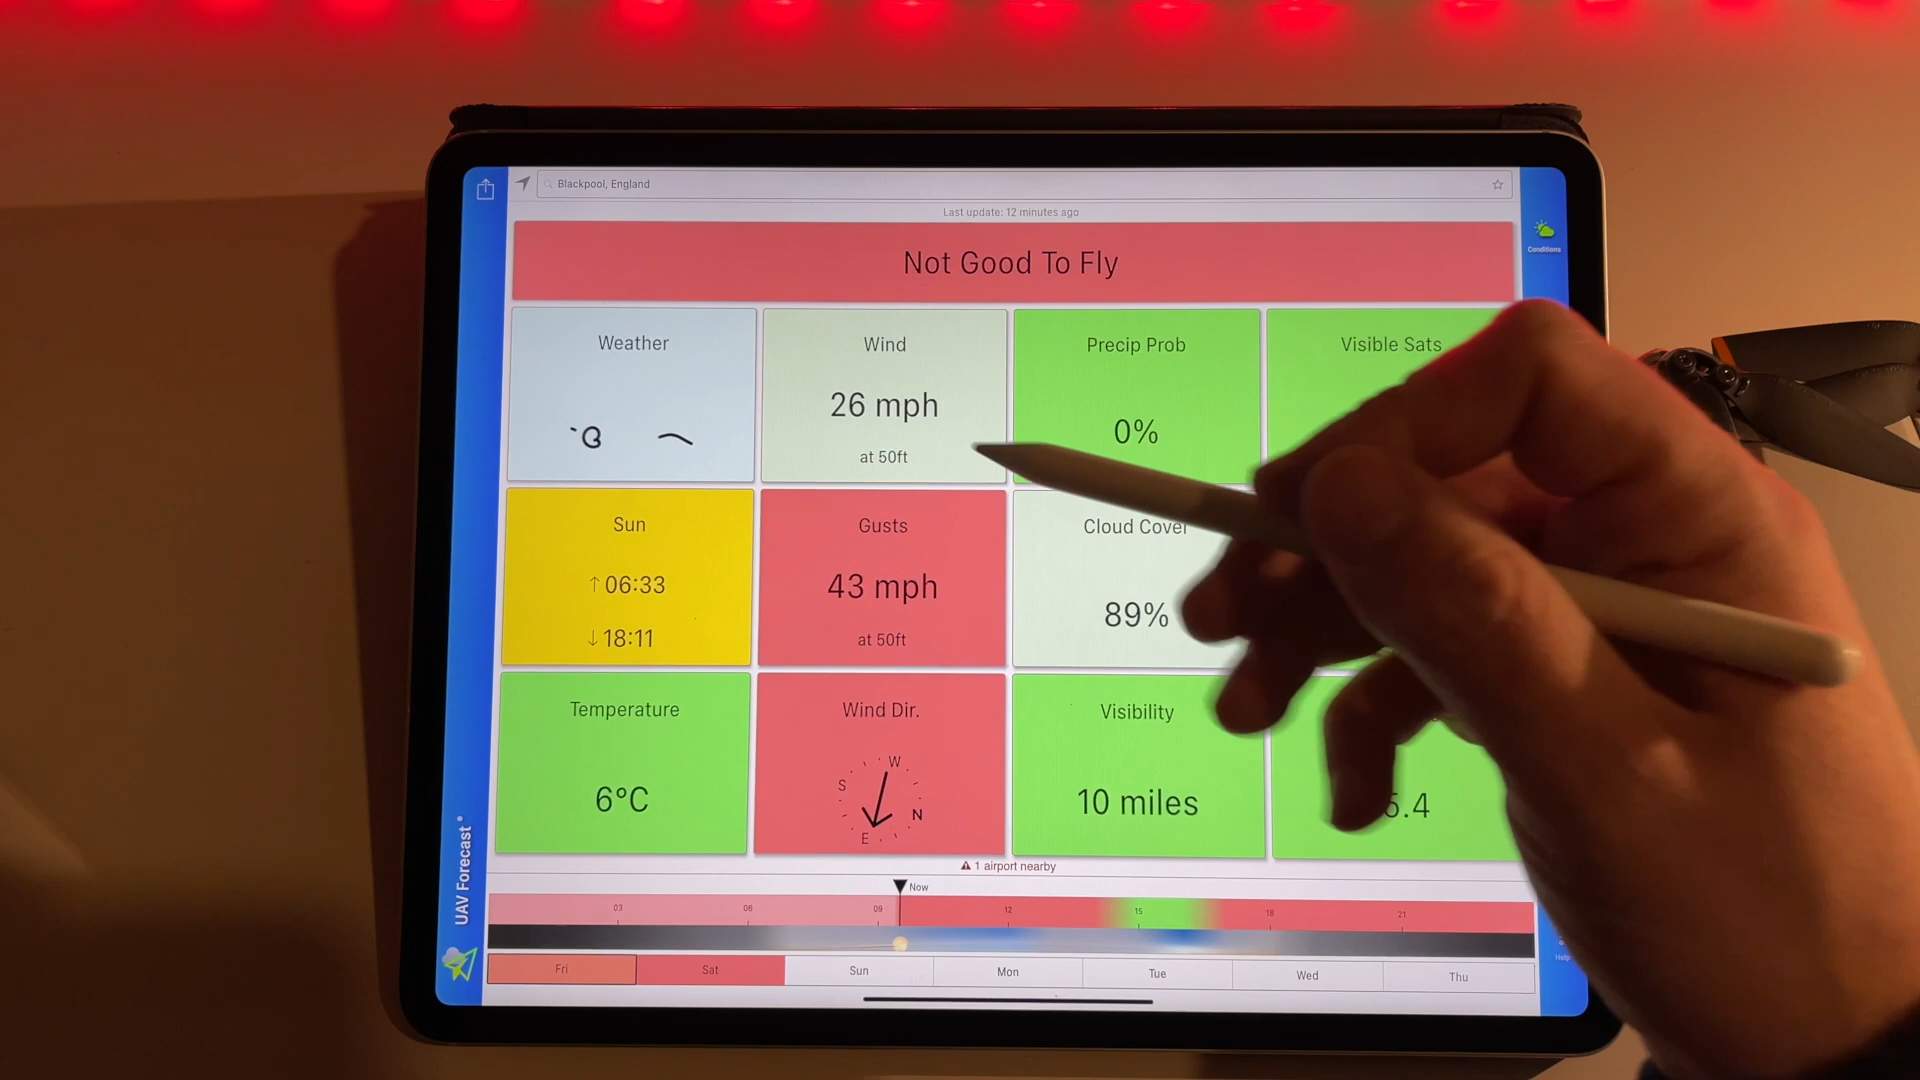 Blackpool, England
Last update: 12 minutes ago
Conditions
Not Good To Fly
Weather
Wind
26 mph
at 50ft
Precip Prob
0%
Visible Sats
Sun
↑06:33
↓18:11
Gusts
43 mph
at 50ft
Cloud Cover
89%
Temperature
6°C
Wind Dir.
W
S
N
E
Visibility
10 miles
5.4
1 airport nearby
Now
03 06 09 12 15 18 21
Fri Sat Sun Mon Tue Wed Thu
Help
UAV Forecast